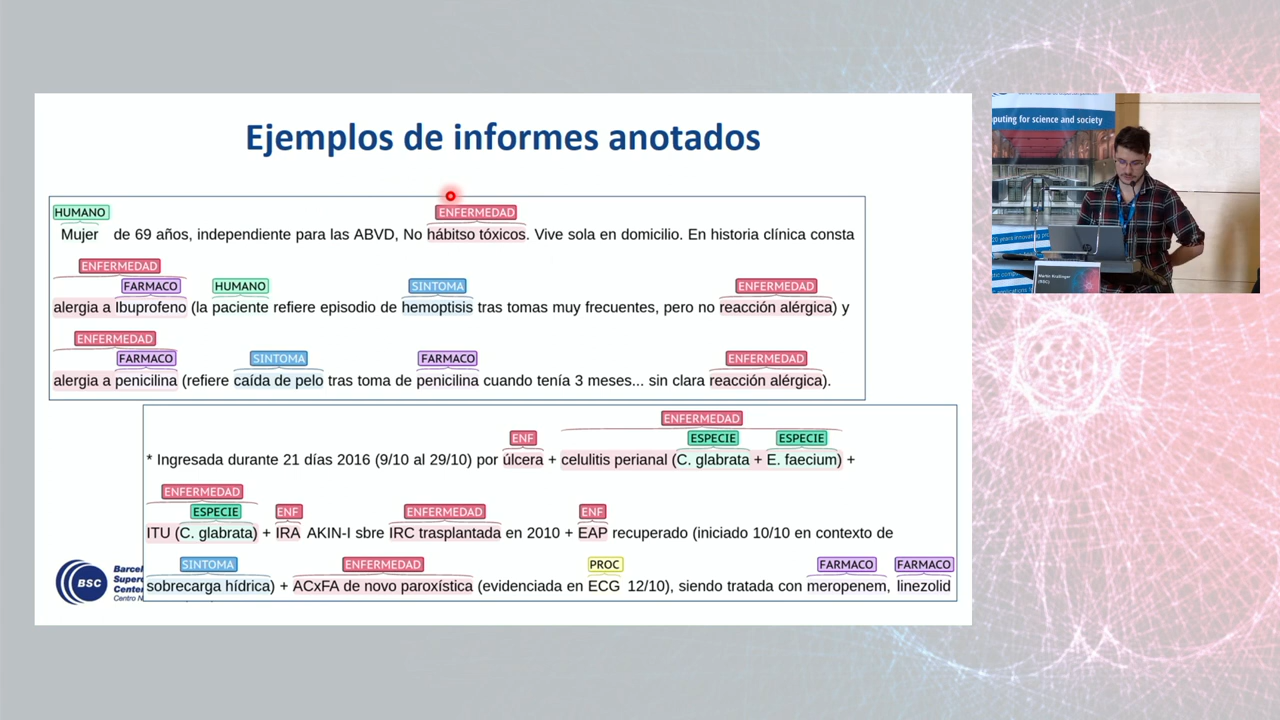 Ejemplos de informes anotados
HUMANO ENFERMEDAD
Mujer de 69 años, independiente para las ABVD, No hábitso tóxicos. Vive sola en domicilio. En historia clínica consta
ENFERMEDAD
FARMACO HUMANO SINTOMA ENFERMEDAD
alergia a Ibuprofeno (la paciente refiere episodio de hemoptisis tras tomas muy frecuentes, pero no reacción alérgica) y
ENFERMEDAD
FARMACO SINTOMA FARMACO ENFERMEDAD
alergia a penicilina (refiere caída de pelo tras toma de penicilina cuando tenía 3 meses... sin clara reacción alérgica).
ENFERMEDAD
ENF ESPECIE ESPECIE
* Ingresada durante 21 días 2016 (9/10 al 29/10) por úlcera + celulitis perianal (C. glabrata + E. faecium) +
ENFERMEDAD
ESPECIE ENF ENFERMEDAD ENF
ITU (C. glabrata) + IRA AKIN-I sbre IRC trasplantada en 2010 + EAP recuperado (iniciado 10/10 en contexto de
SINTOMA ENFERMEDAD PROC FARMACO FARMACO
sobrecarga hídrica) + ACxFA de novo paroxística (evidenciada en ECG 12/10), siendo tratada con meropenem, linezolid
BSC
Barcel
Super
Center
Centro N
puting for science and society
(BSC)